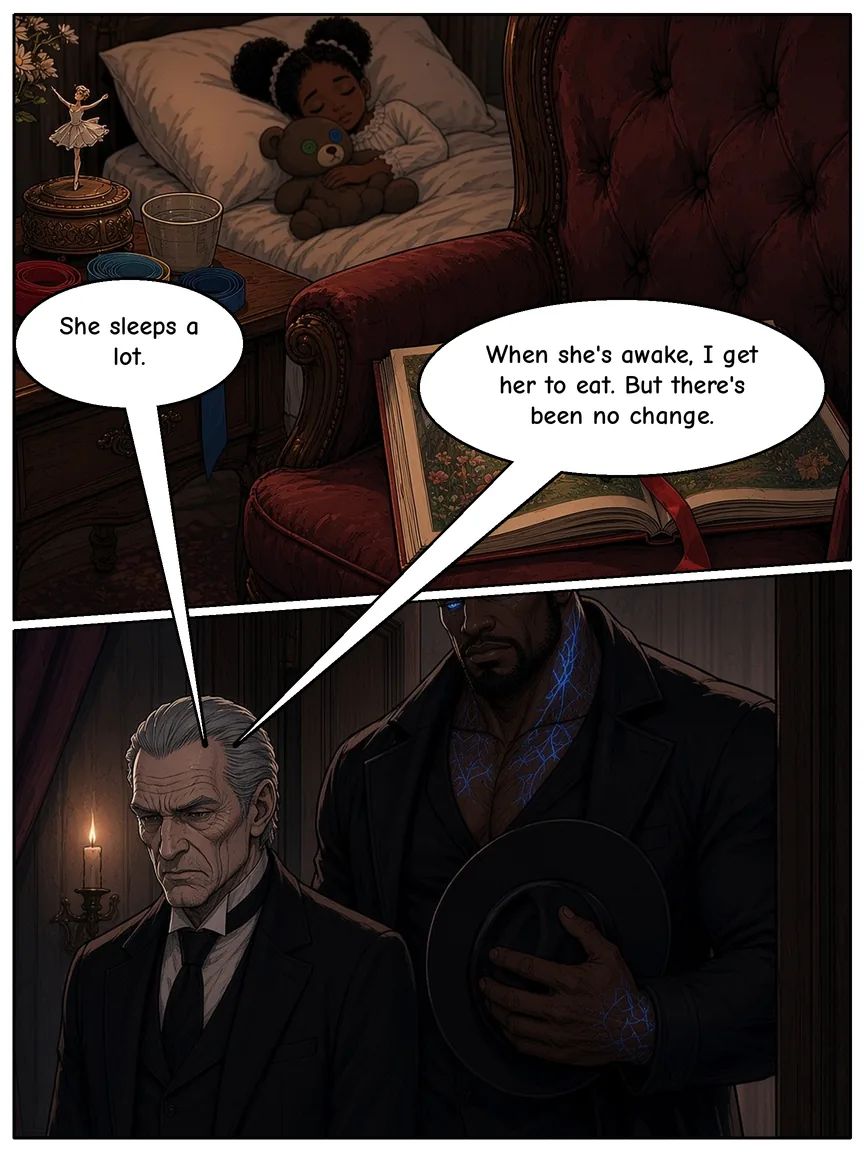 She sleeps a
lot.
When she's awake, I get
her to eat. But there's
been no change.